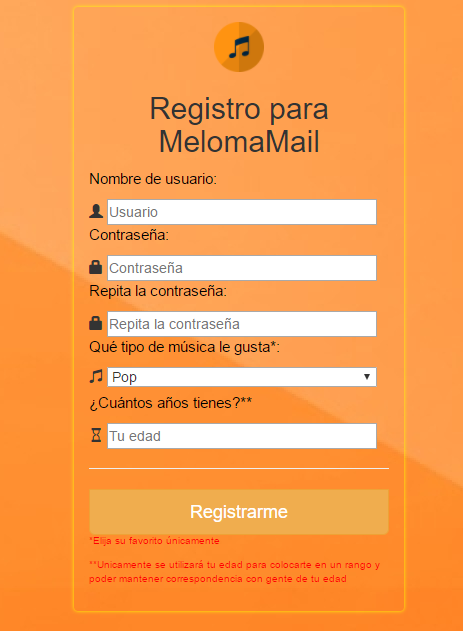 Registro para
MelomaMail
Nombre de usuario:
Usuario
Contraseña:
Contraseña
Repita la contraseña:
Repita la contraseña
Qué tipo de música le gusta*:
Pop
¿Cuántos años tienes?**
Tu edad
Registrarme
*Elija su favorito únicamente
**Unicamente se utilizará tu edad para colocarte en un rango y
poder mantener correspondencia con gente de tu edad